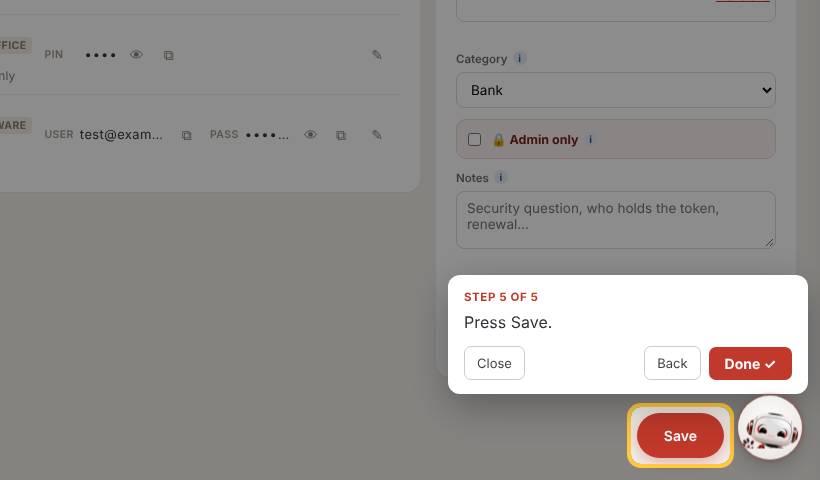 FFICE
PIN
••••
nly
WARE
USER test@exam...
PASS ••••...
Category
Bank
Admin only
Notes
Security question, who holds the token,
renewal...
STEP 5 OF 5
Press Save.
Close
Back
Done ✓
Save